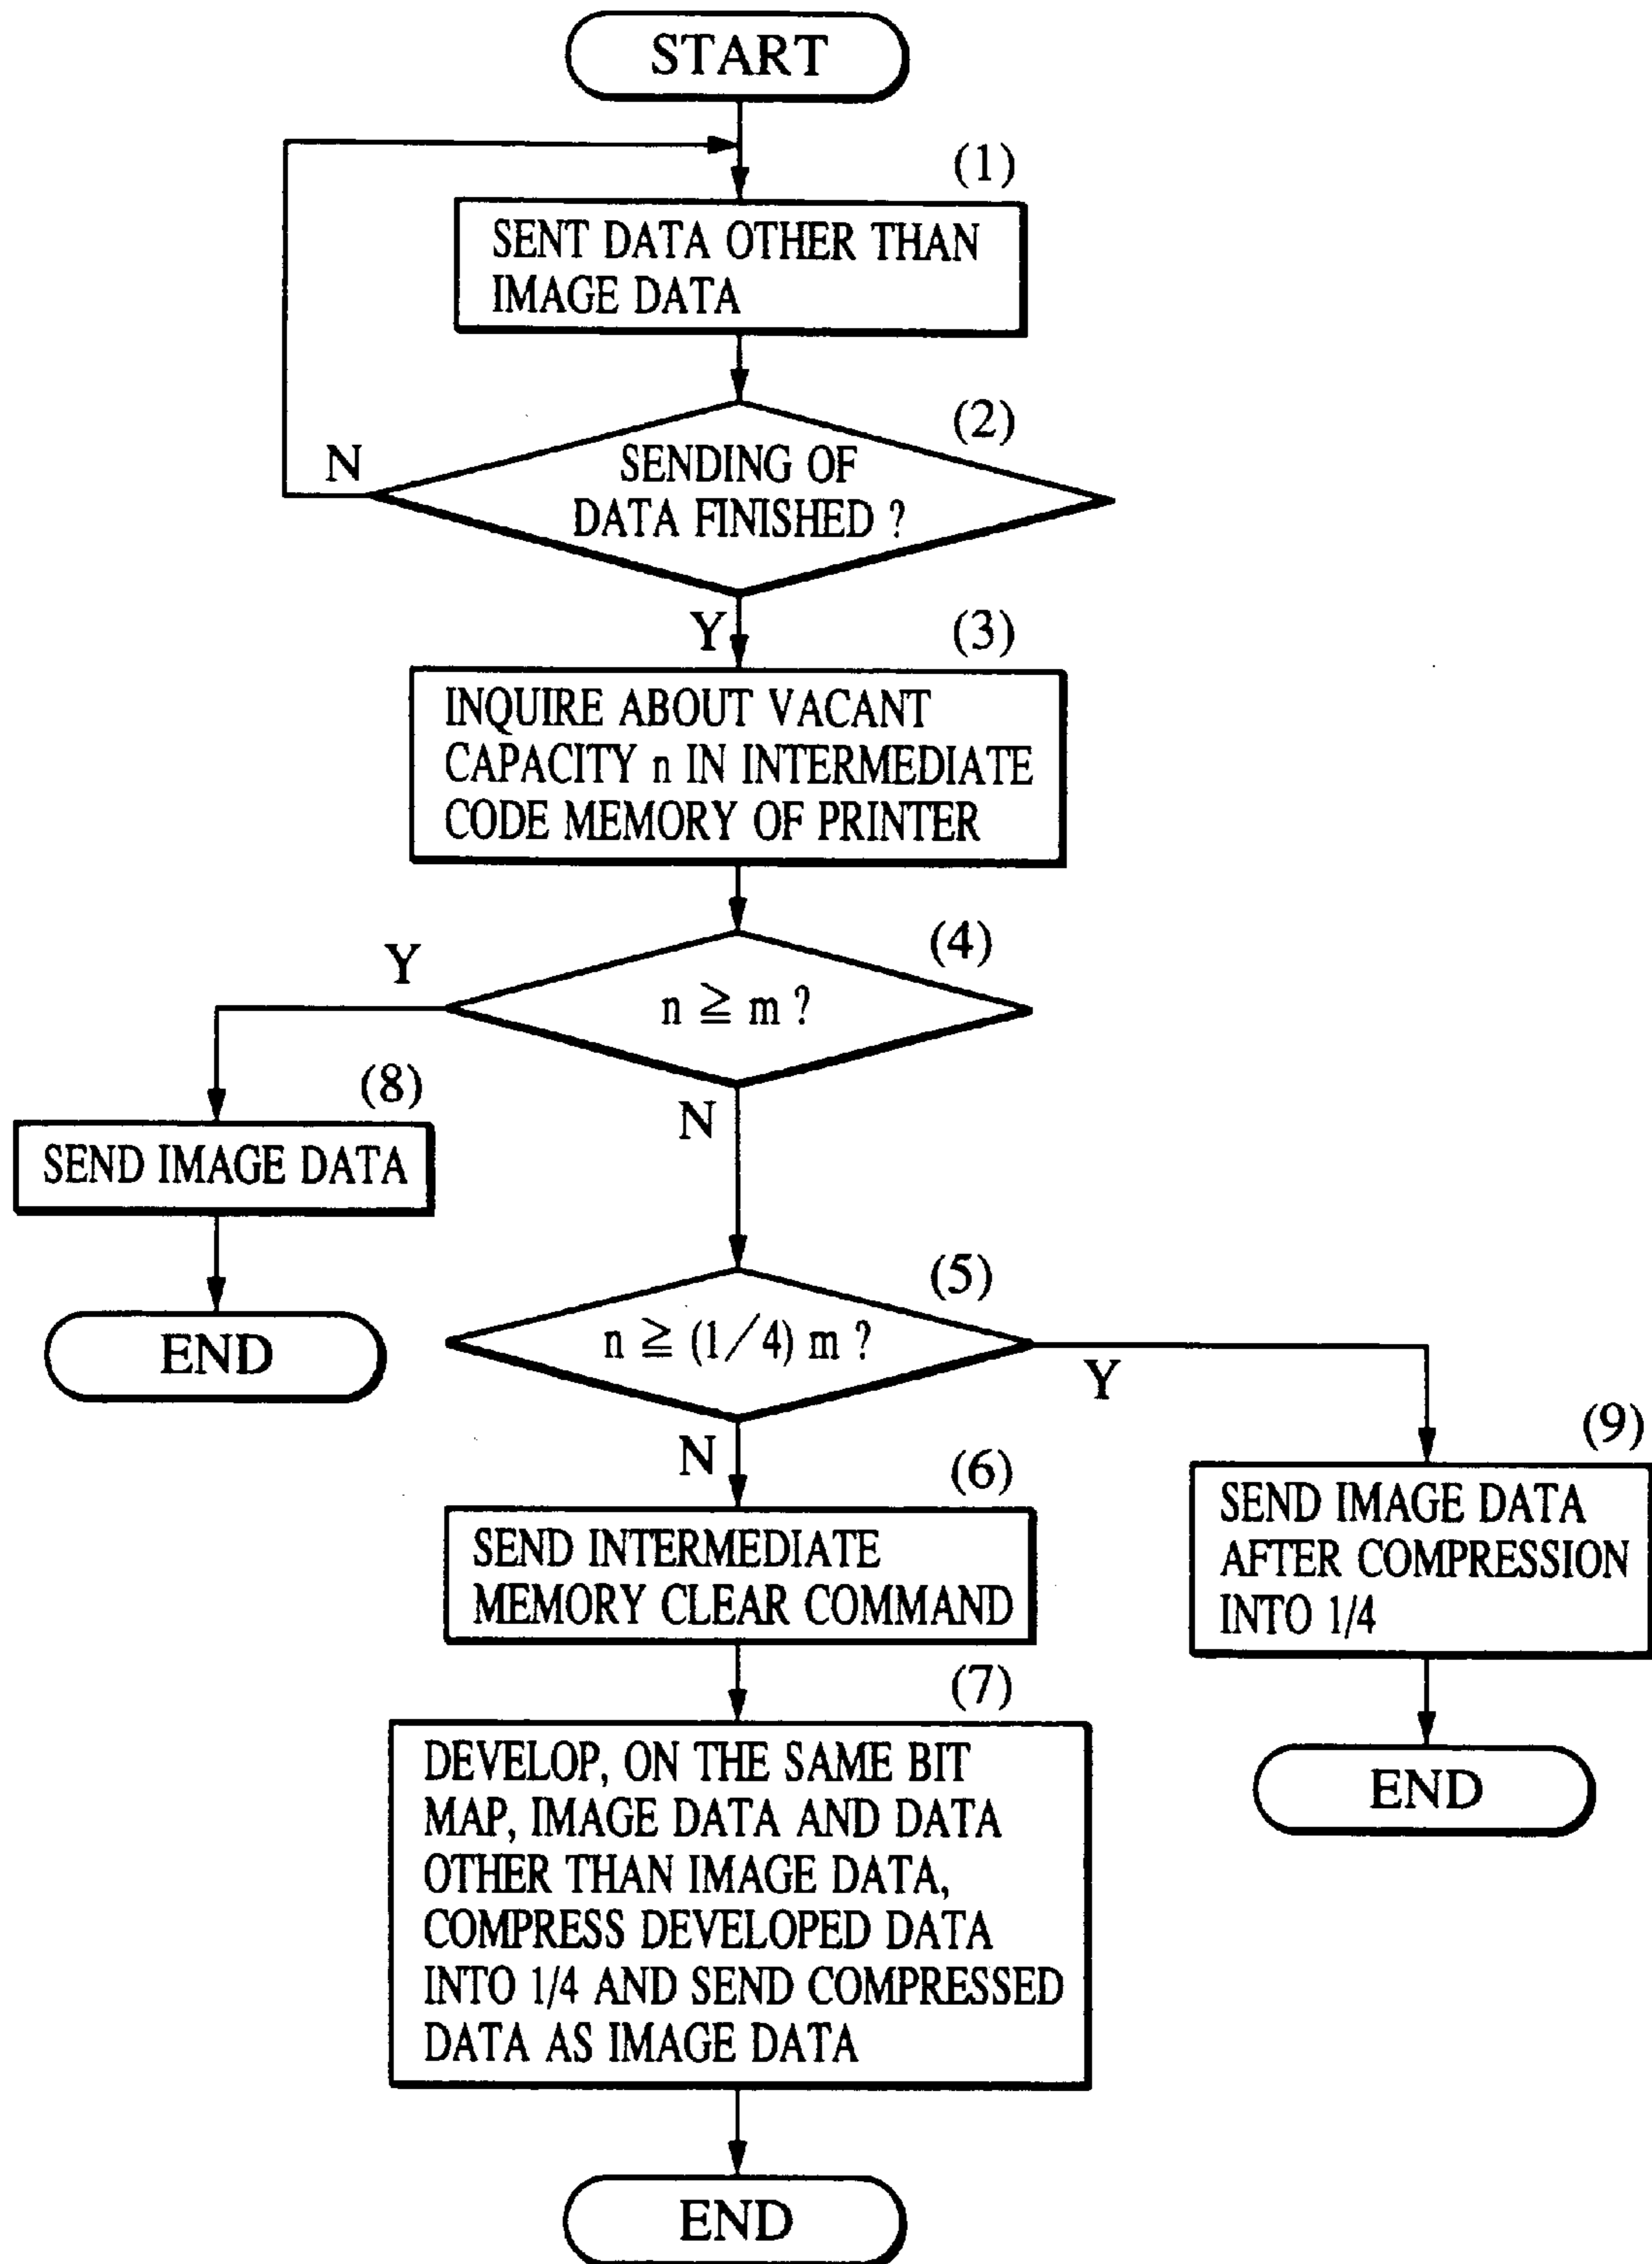 START
(1)
SENT DATA OTHER THAN
IMAGE DATA
(2)
SENDING OF
DATA FINISHED ?
N
Y
(3)
INQUIRE ABOUT VACANT
CAPACITY n IN INTERMEDIATE
CODE MEMORY OF PRINTER
(4)
n ≧ m ?
Y
N
(8)
SEND IMAGE DATA
END
(5)
n ≧ (1/4) m ?
Y
N
(9)
SEND IMAGE DATA
AFTER COMPRESSION
INTO 1/4
END
(6)
SEND INTERMEDIATE
MEMORY CLEAR COMMAND
(7)
DEVELOP, ON THE SAME BIT
MAP, IMAGE DATA AND DATA
OTHER THAN IMAGE DATA,
COMPRESS DEVELOPED DATA
INTO 1/4 AND SEND COMPRESSED
DATA AS IMAGE DATA
END